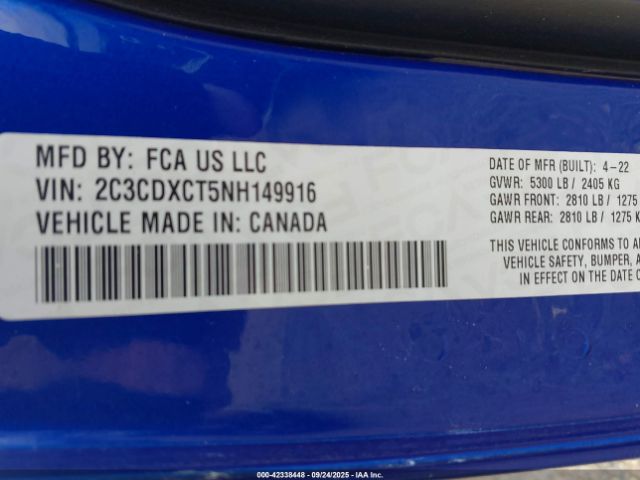 MFD BY: FCA US LLC
VIN: 2C3CDXCT5NH149916
VEHICLE MADE IN: CANADA
DATE OF MFR (BUILT): 4-22
GVWR: 5300 LB / 2405 KG
GAWR FRONT: 2810 LB / 1275
GAWR REAR: 2810 LB / 1275 K
THIS VEHICLE CONFORMS TO
VEHICLE SAFETY, BUMPER,
IN EFFECT ON THE DATE
000-42338448 - 09/24/2025 - IAA Inc.